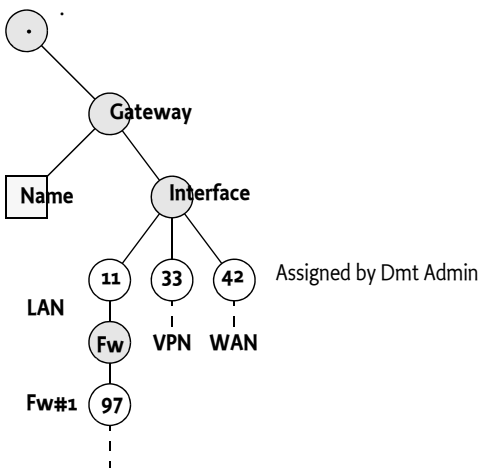 .
Gateway
Name
Interface
11
33
42
Assigned by Dmt Admin
LAN
Fw
VPN
WAN
Fw#1
97